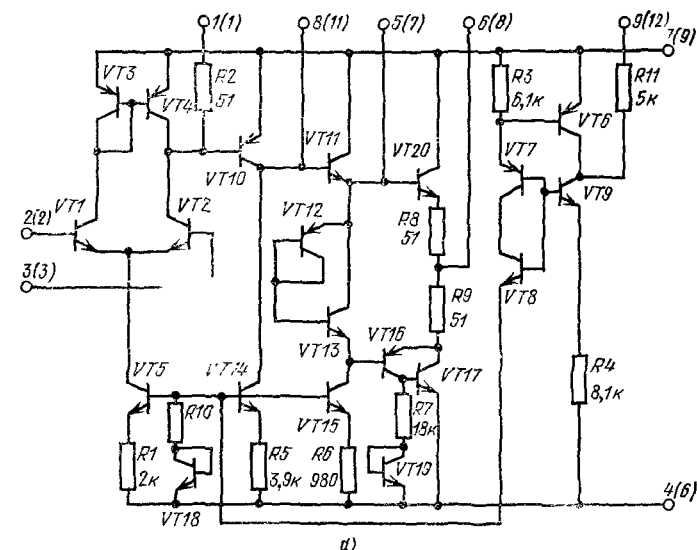 1(1) 8(11) 5(7) 6(8) 9(12)
7(9)
VT3 R2 R3 R11
51 6,1к 5к
VT4 VT6
VT11
VT10 VT20 VT7
VT9
VT1 VT2 VT12 R8
2(2) 51
3(3) VT8
R9
51
VT13 VT16
VT5 VT14 VT17 R4
8,1к
R10 VT15 R7
18к
R1 R5 R6
2к 3,9к 980 VT19
VT18 4(6)
а)